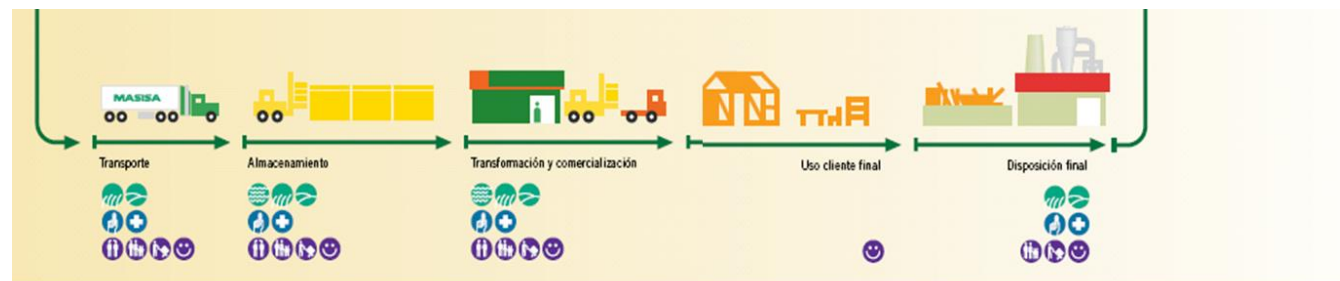 MASISA
Transporte
Almacenamiento
Transformación y comercialización
Uso cliente final
Disposición final